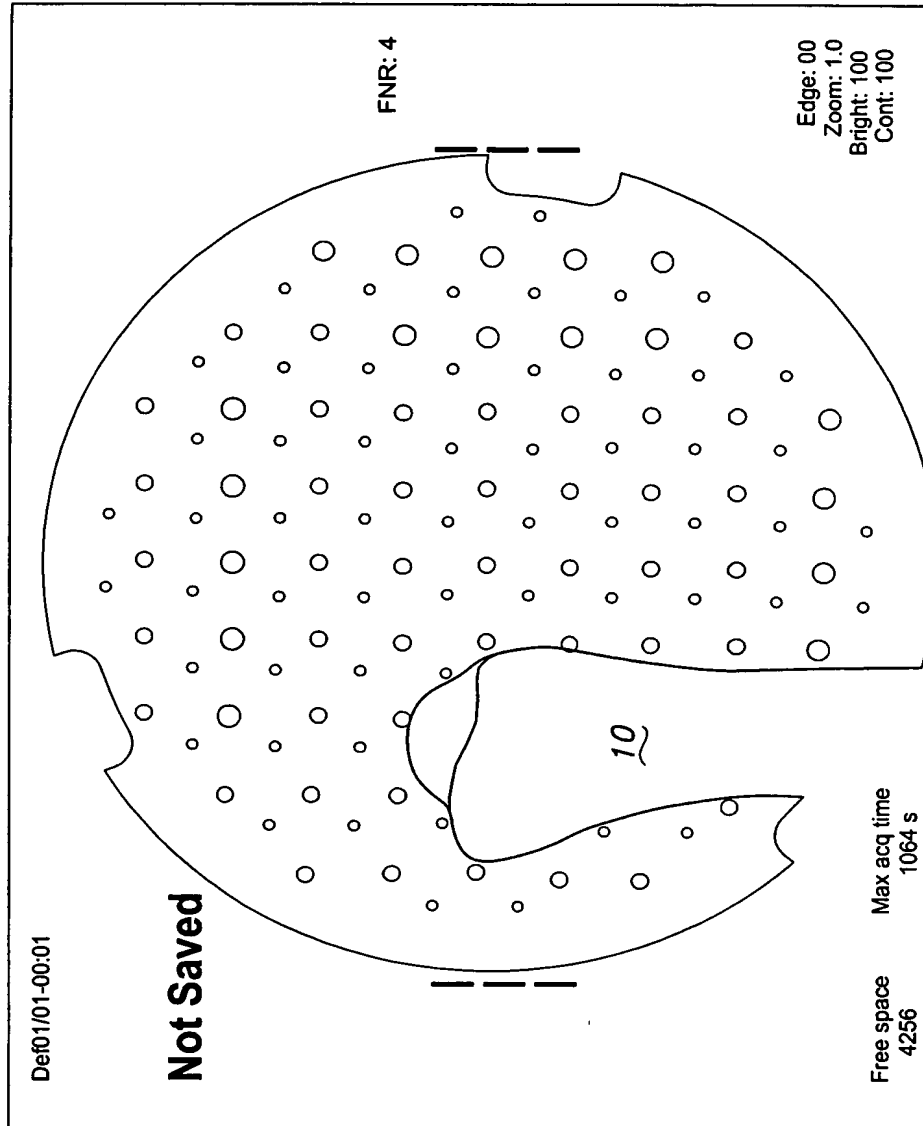 Def01/01-00:01
FNR: 4
Not Saved
10
Free space
4256
Max acq time
1064 s
Edge: 00
Zoom: 1.0
Bright: 100
Cont: 100